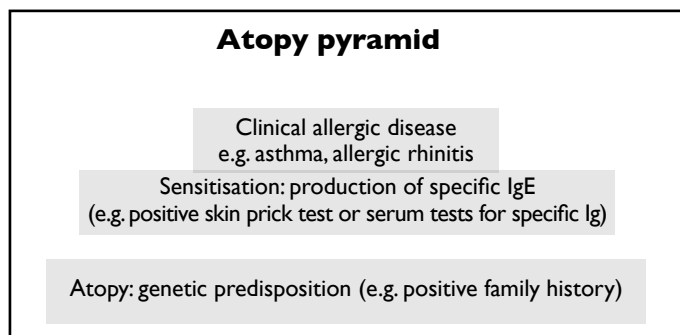 Atopy pyramid
Clinical allergic disease
e.g. asthma, allergic rhinitis
Sensitisation: production of specific IgE
(e.g. positive skin prick test or serum tests for specific Ig)
Atopy: genetic predisposition (e.g. positive family history)